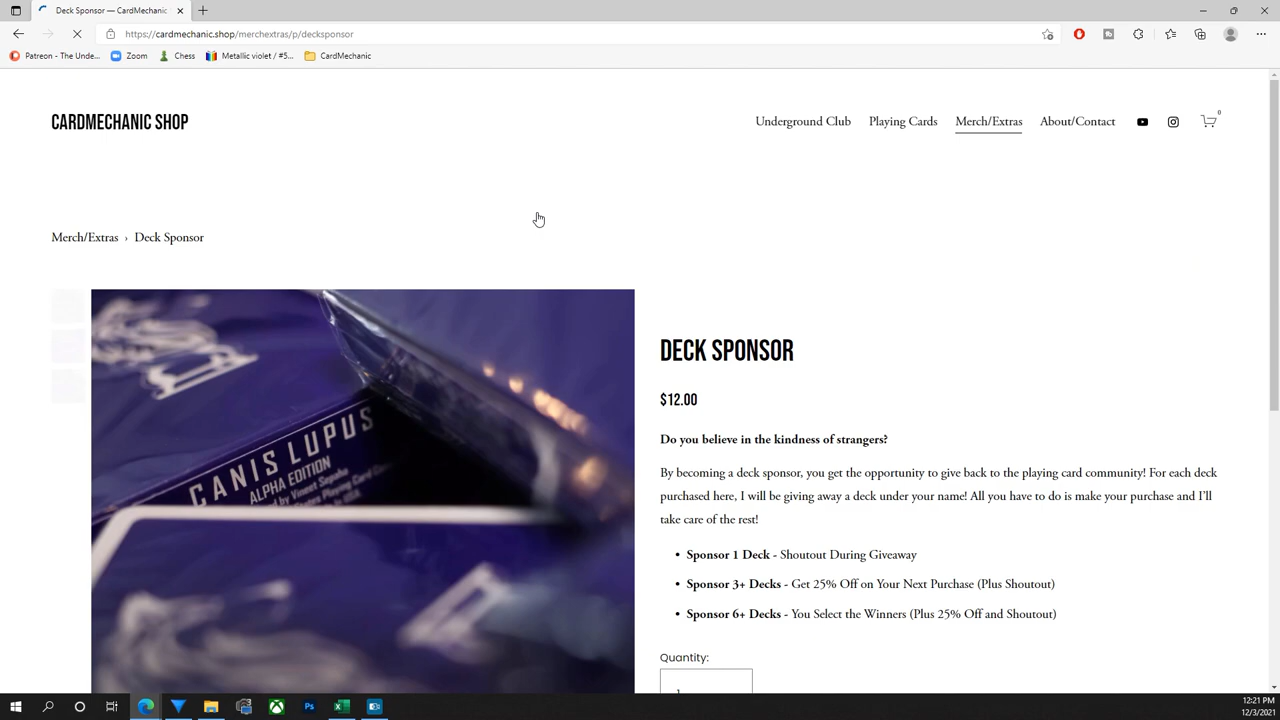 Deck Sponsor — CardMechanic
https://cardmechanic.shop/merchextras/p/decksponsor
Patreon - The Unde...
Zoom
Chess
Metallic violet / #5...
CardMechanic
CARDMECHANIC SHOP
Underground Club
Playing Cards
Merch/Extras
About/Contact
0
Merch/Extras › Deck Sponsor
CANIS LUPUS
ALPHA EDITION
DECK SPONSOR
$12.00
Do you believe in the kindness of strangers?
By becoming a deck sponsor, you get the opportunity to give back to the playing card community! For each deck
purchased here, I will be giving away a deck under your name! All you have to do is make your purchase and I'll
take care of the rest!
• Sponsor 1 Deck - Shoutout During Giveaway
• Sponsor 3+ Decks - Get 25% Off on Your Next Purchase (Plus Shoutout)
• Sponsor 6+ Decks - You Select the Winners (Plus 25% Off and Shoutout)
Quantity:
12:21 PM
12/3/2021